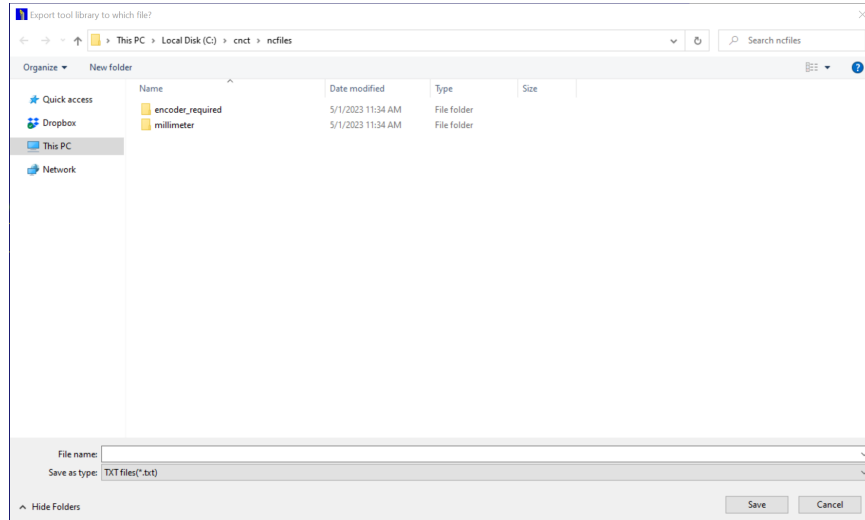 Export tool library to which file?
This PC > Local Disk (C:) > cnct > ncfiles
Search ncfiles
Organize
New folder
?
Name
Date modified
Type
Size
Quick access
Dropbox
This PC
Network
encoder_required 5/1/2023 11:34 AM File folder
millimeter 5/1/2023 11:34 AM File folder
File name:
Save as type: TXT files(*.txt)
Hide Folders
Save
Cancel